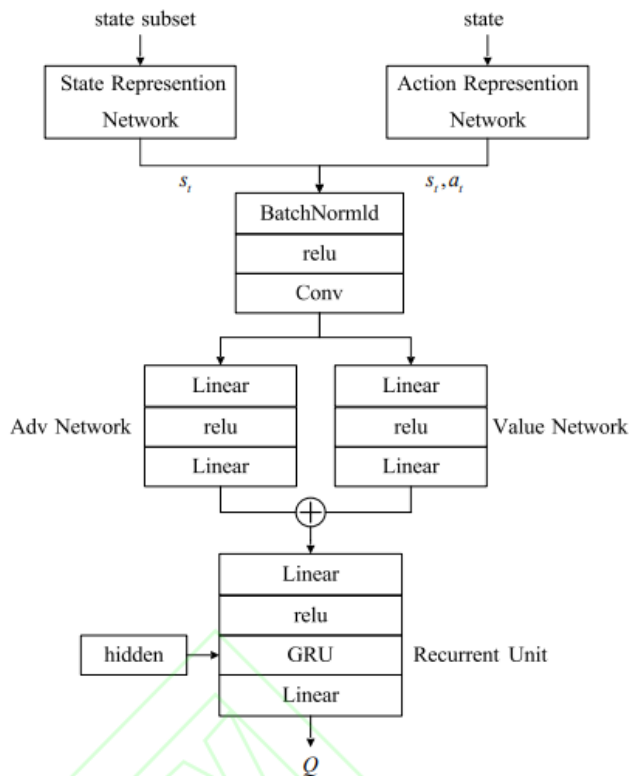 state subset
state
State Represention
Network
Action Represention
Network
s_t
s_t, a_t
BatchNormld
relu
Conv
Linear
relu
Linear
Adv Network
Linear
relu
Linear
Value Network
Linear
relu
GRU
Linear
hidden
Recurrent Unit
Q